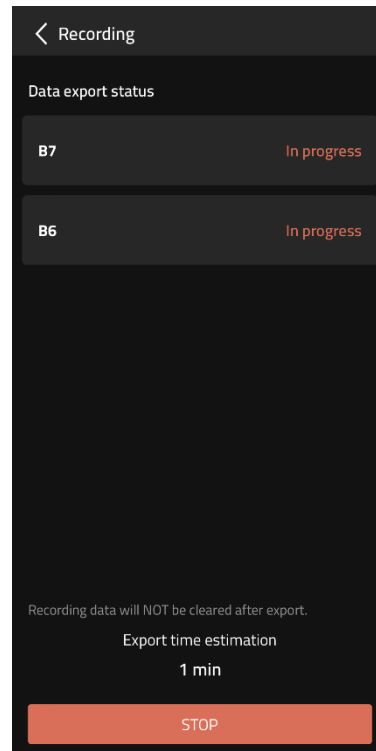 Recording
Data export status
B7 In progress
B6 In progress
Recording data will NOT be cleared after export.
Export time estimation
1 min
STOP